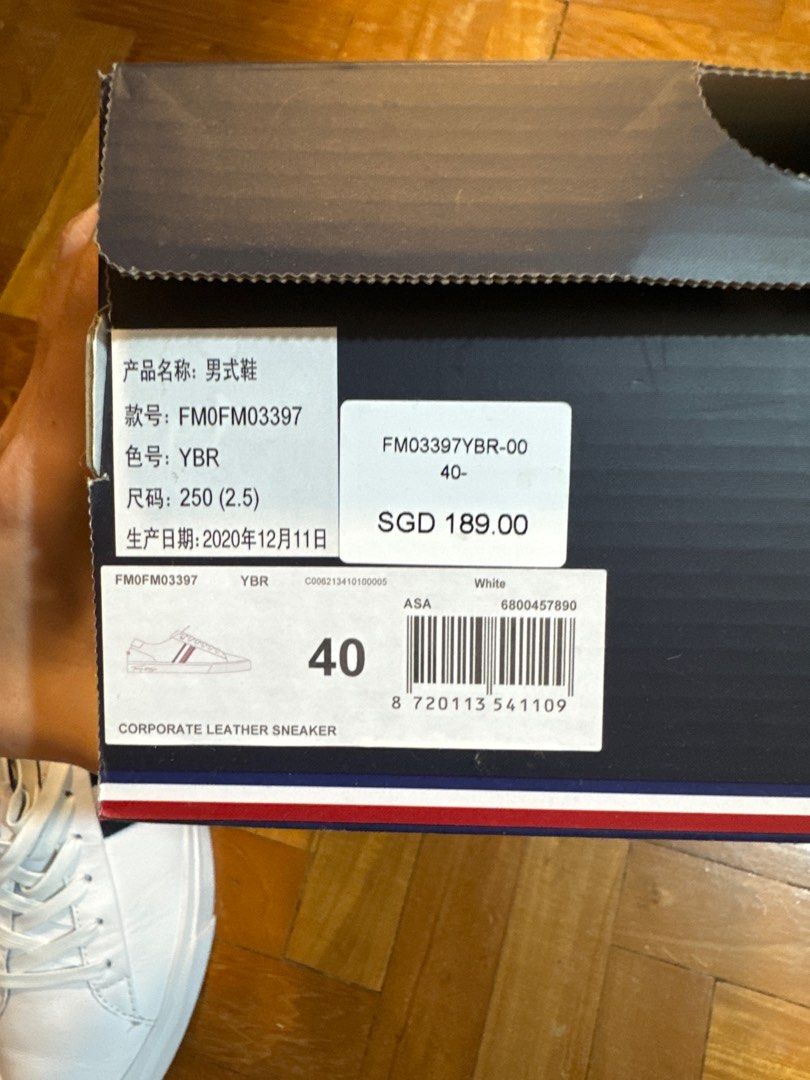 产品名称: 男式鞋
款号: FM0FM03397
色号: YBR
尺码: 250 (2.5)
生产日期: 2020年12月11日
FM03397YBR-00
40-
SGD 189.00
FM0FM03397 YBR C006213410100005 White
ASA 6800457890
40
8 720113 541109
CORPORATE LEATHER SNEAKER